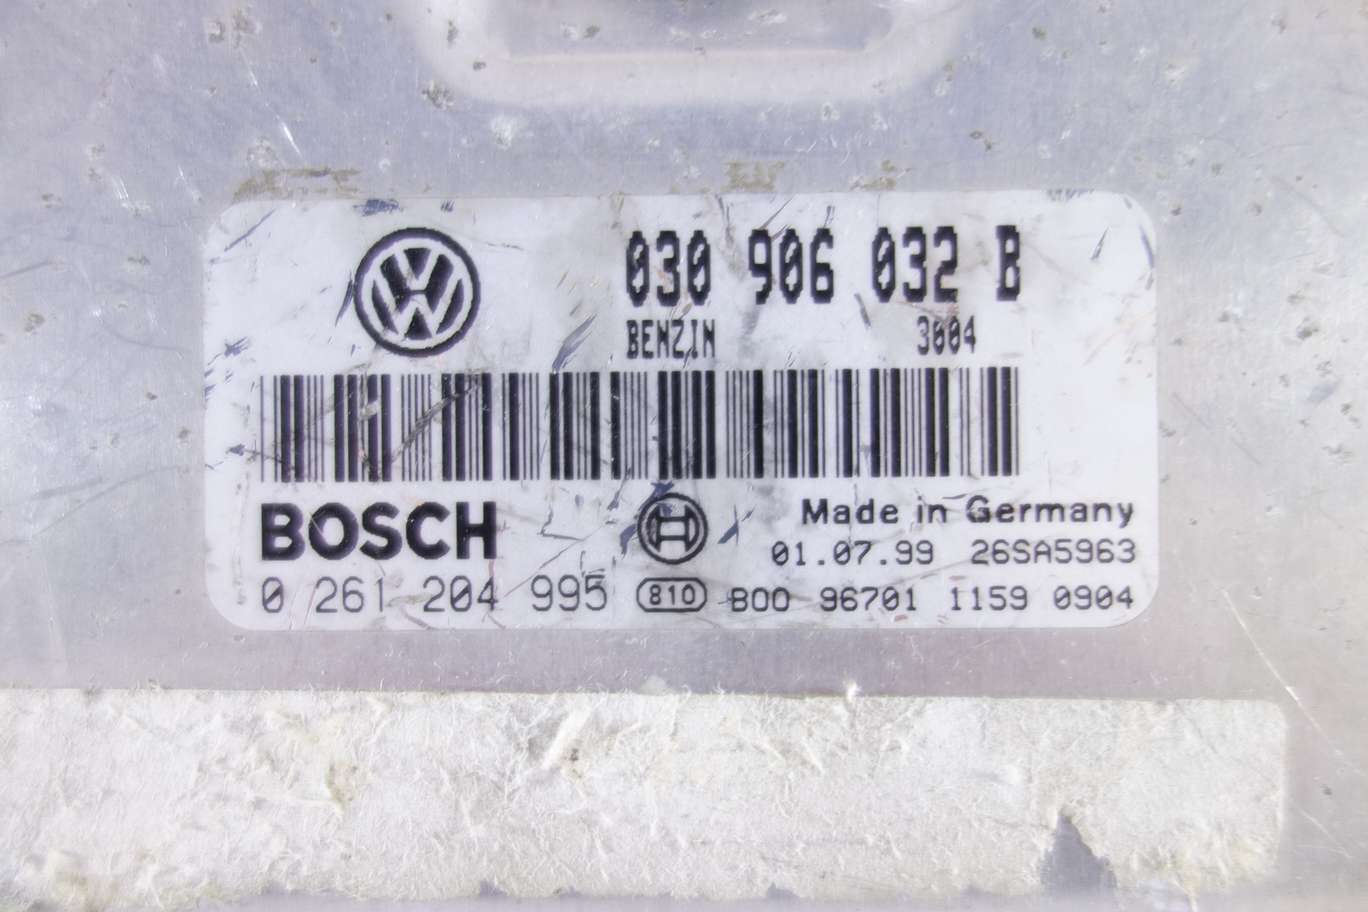 030 906 032 B
BENZIN 3004
BOSCH Made in Germany
01.07.99 26SA5963
0 261 204 995 810 B00 96701 1159 0904